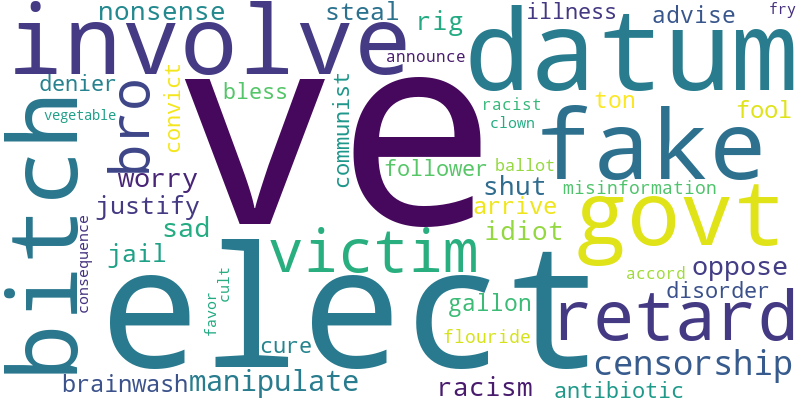 nonsense
steal
rig
illness
advise
fry
involve
announce
datum
denier
vegetable
convict
bro
bless
communist
racist
clown
ton
fool
ve
fake
bitch
worry
follower
ballot
shut
misinformation
justify
arrive
govt
sad
idiot
consequence
jail
victim
accord
oppose
disorder
elect
favor
cult
gallon
retard
flouride
cure
censorship
brainwash
manipulate
racism
antibiotic